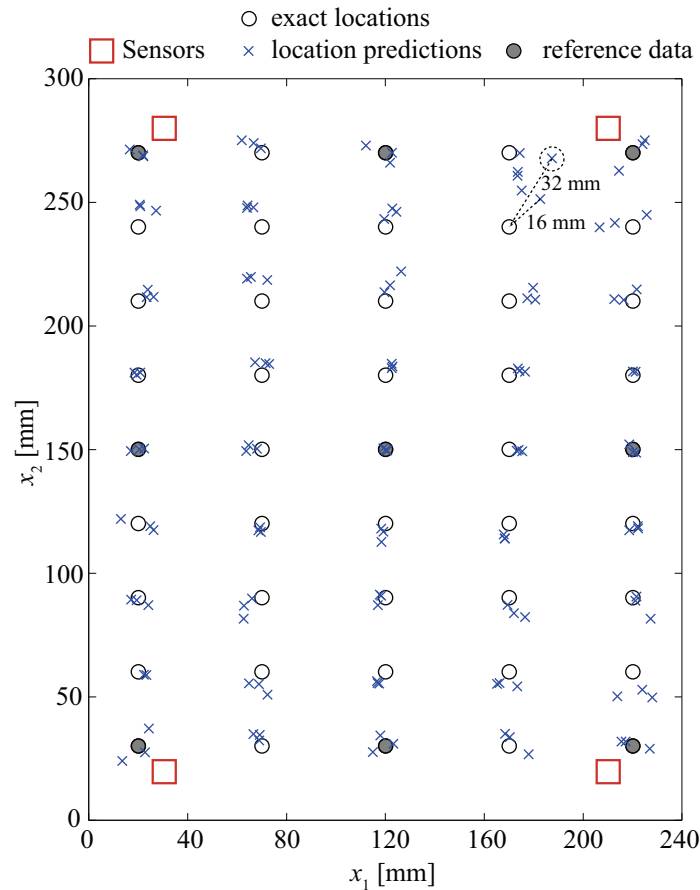 exact locations
Sensors
location predictions
reference data
300
250
200
150
100
50
0
32 mm
16 mm
x₂ [mm]
0
40
80
120
160
200
240
x₁ [mm]